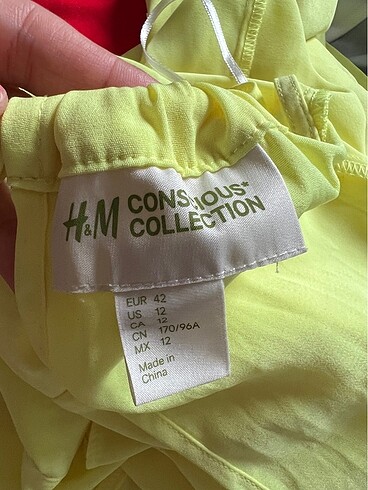 H&M CONSCIOUS*
COLLECTION
EUR 42
US 12
CA 12
CN 170/96A
MX 12
Made in
China